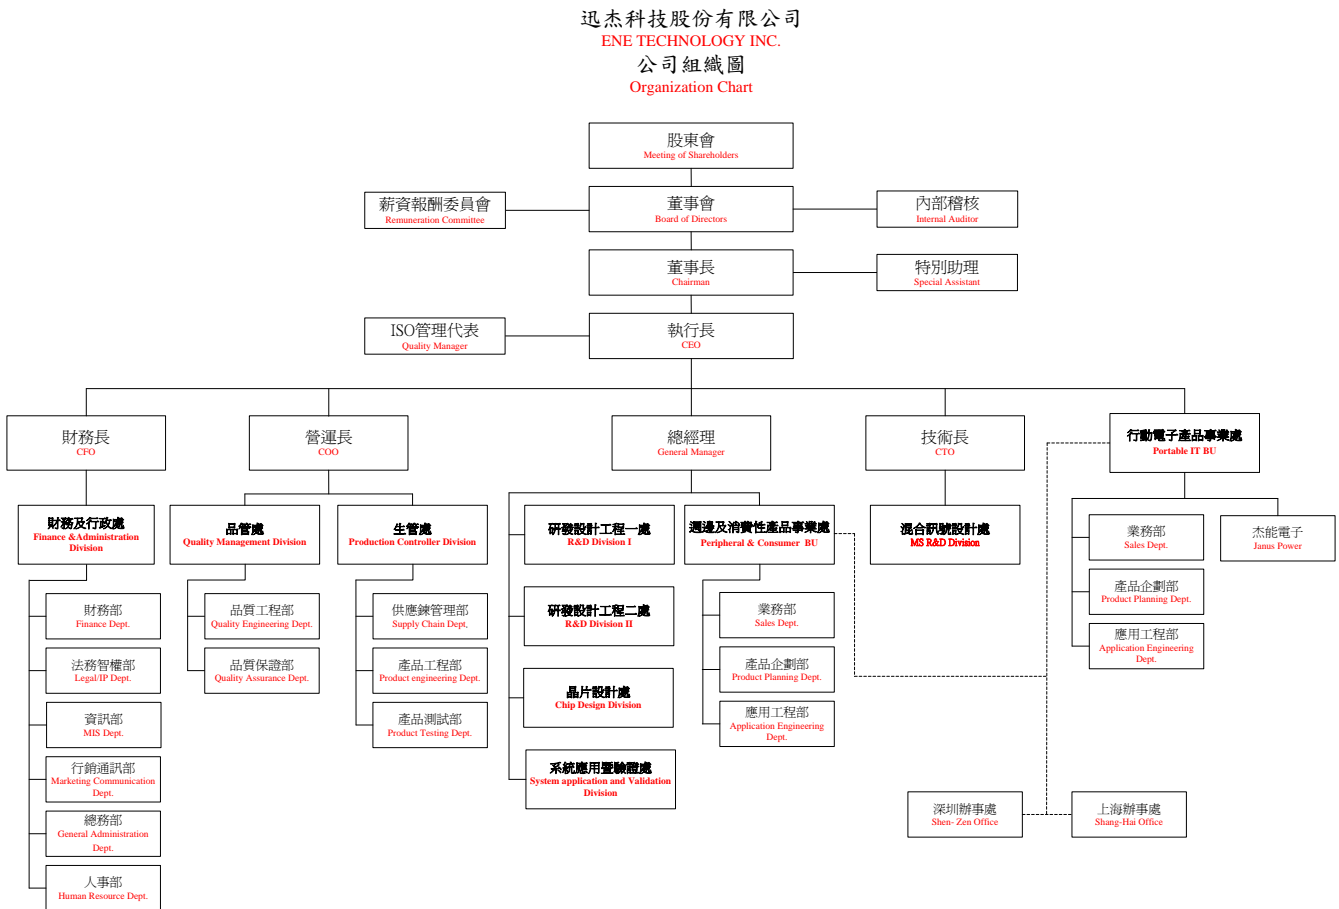 迅杰科技股份有限公司
ENE TECHNOLOGY INC.
公司組織圖
Organization Chart
股東會
Meeting of Shareholders
薪資報酬委員會
Remuneration Committee
董事會
Board of Directors
內部稽核
Internal Auditor
董事長
Chairman
特別助理
Special Assistant
ISO管理代表
Quality Manager
執行長
CEO
財務長
CFO
營運長
COO
總經理
General Manager
技術長
CTO
行動電子產品事業處
Portable IT BU
財務及行政處
Finance &Administration
Division
品管處
Quality Management Division
生管處
Production Controller Division
研發設計工程一處
R&D Division I
週邊及消費性產品事業處
Peripheral & Consumer BU
混合訊號設計處
MS R&D Division
業務部
Sales Dept.
杰能電子
Janus Power
財務部
Finance Dept.
品質工程部
Quality Engineering Dept.
供應鍊管理部
Supply Chain Dept.
研發設計工程二處
R&D Division II
業務部
Sales Dept.
產品企劃部
Product Planning Dept.
法務智權部
Legal/IP Dept.
品質保證部
Quality Assurance Dept.
產品工程部
Product engineering Dept.
晶片設計處
Chip Design Division
產品企劃部
Product Planning Dept.
應用工程部
Application Engineering
Dept.
資訊部
MIS Dept.
產品測試部
Product Testing Dept.
應用工程部
Application Engineering
Dept.
行銷通訊部
Marketing Communication
Dept.
系統應用暨驗證處
System application and Validation
Division
總務部
General Administration
Dept.
深圳辦事處
Shen- Zen Office
上海辦事處
Shang-Hai Office
人事部
Human Resource Dept.